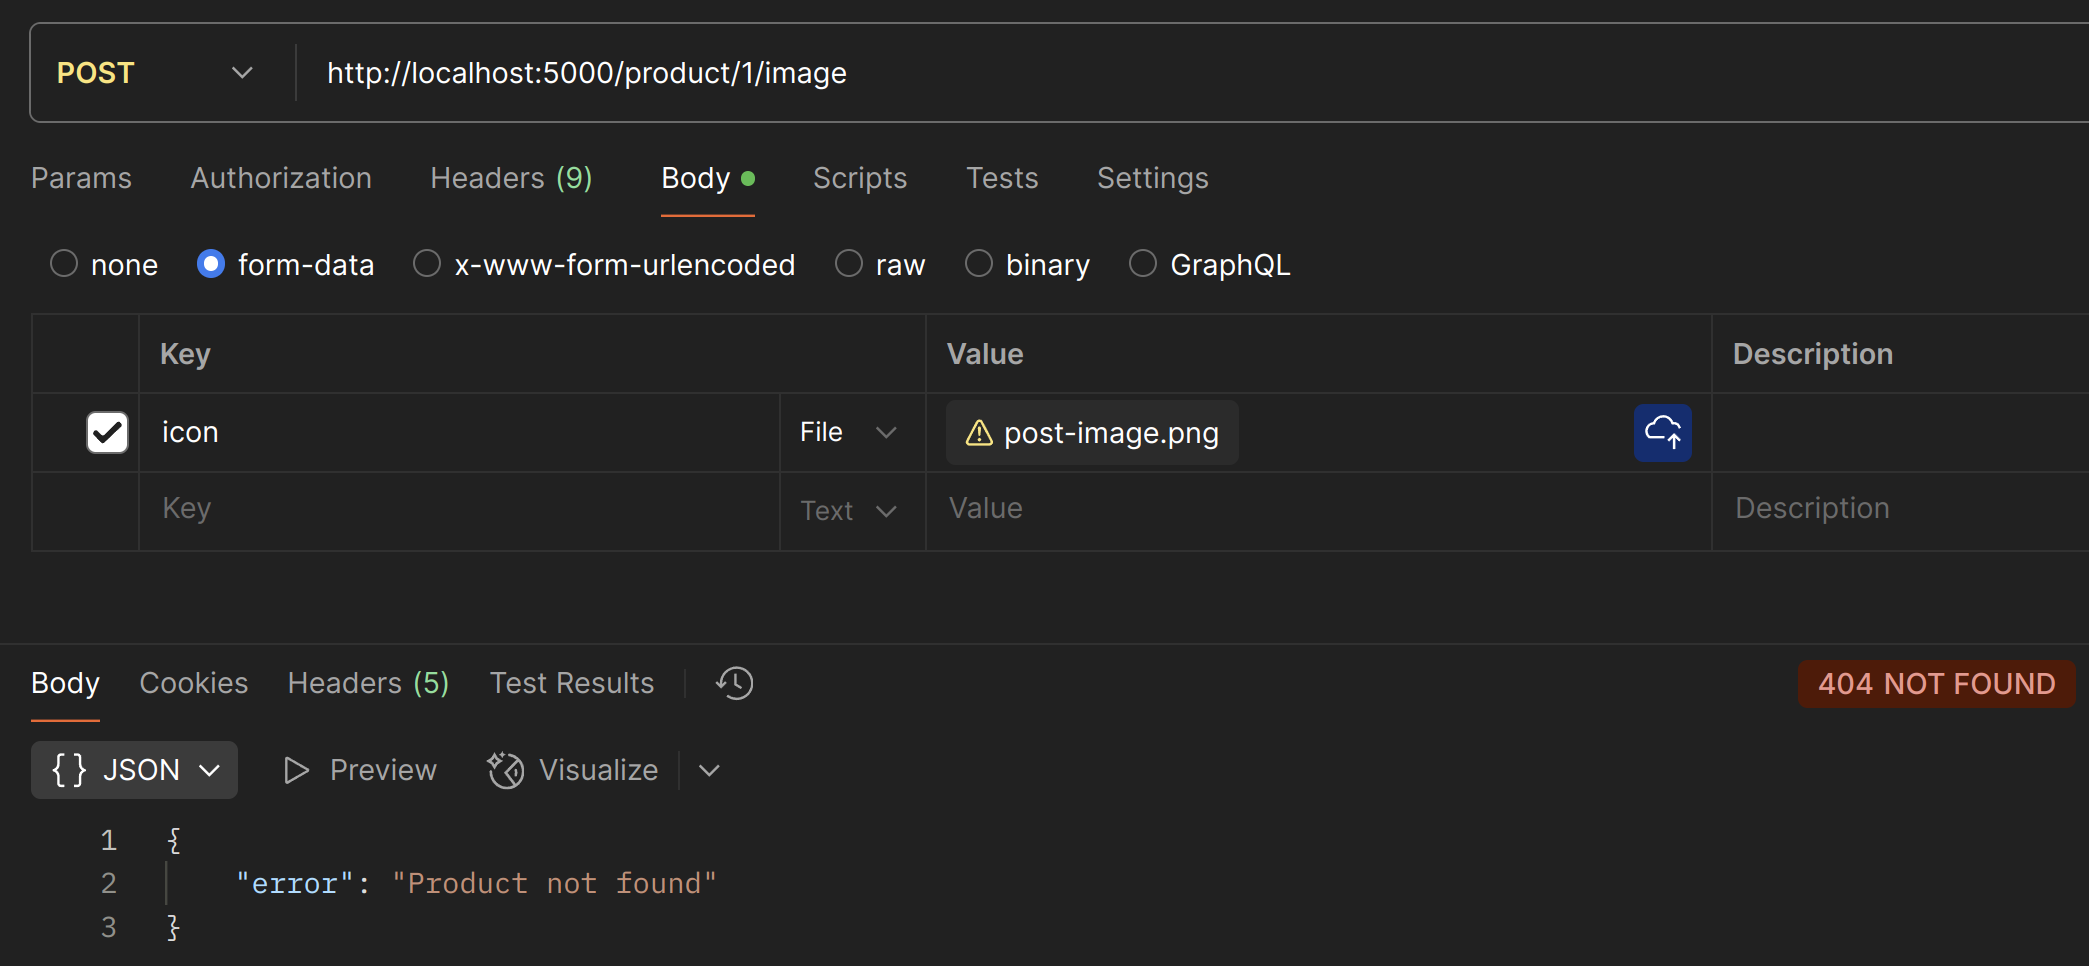 POST http://localhost:5000/product/1/image
Params Authorization Headers (9) Body Scripts Tests Settings
none form-data x-www-form-urlencoded raw binary GraphQL
Key Value Description
icon File post-image.png
Key Text Value Description
Body Cookies Headers (5) Test Results 404 NOT FOUND
{} JSON Preview Visualize
1 {
2 "error": "Product not found"
3 }